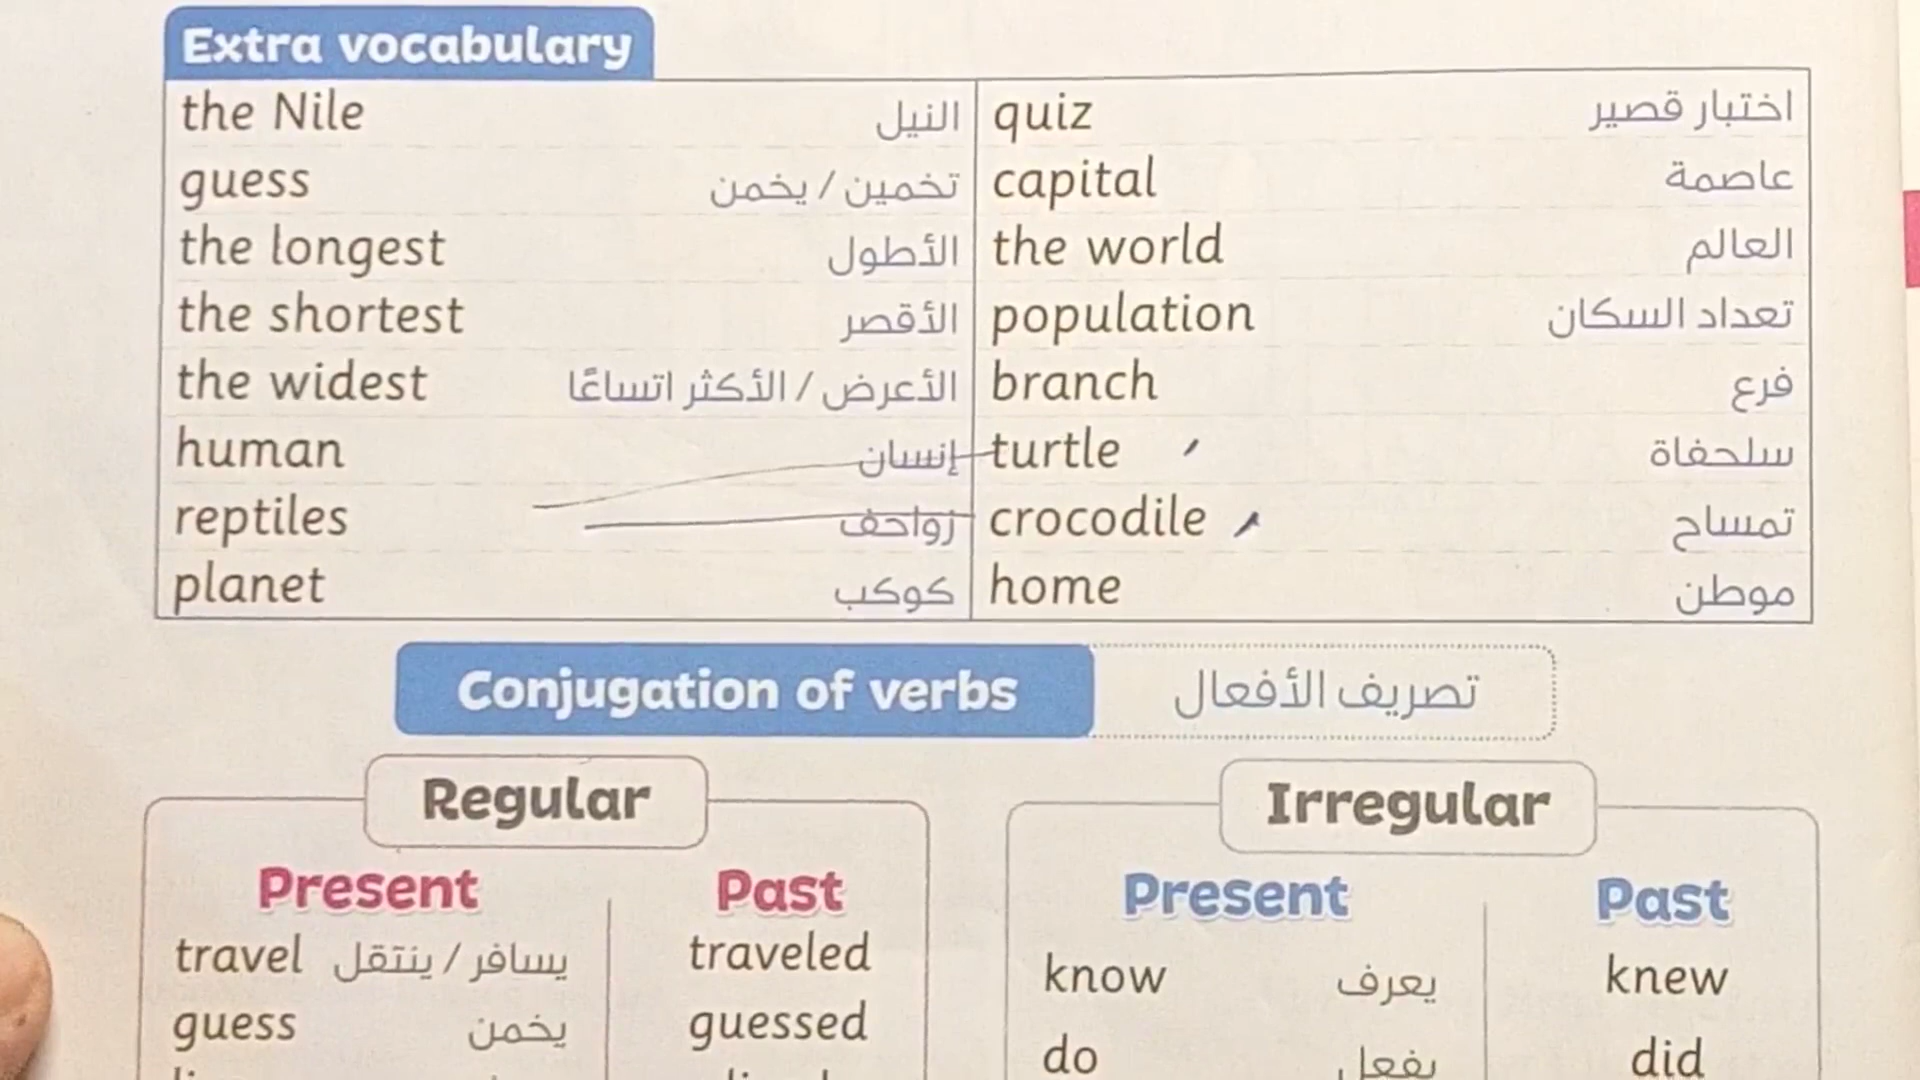 Extra vocabulary
the Nile النيل quiz اختبار قصير
guess تخمين / يخمن capital عاصمة
the longest الأطول the world العالم
the shortest الأقصر population تعداد السكان
the widest الأعرض / الأكثر اتساعًا branch فرع
human إنسان turtle سلحفاة
reptiles زواحف crocodile تمساح
planet كوكب home موطن
Conjugation of verbs تصريف الأفعال
Regular
Present Past
travel يسافر / ينتقل traveled
guess يخمن guessed
Irregular
Present Past
know يعرف knew
do يفعل did